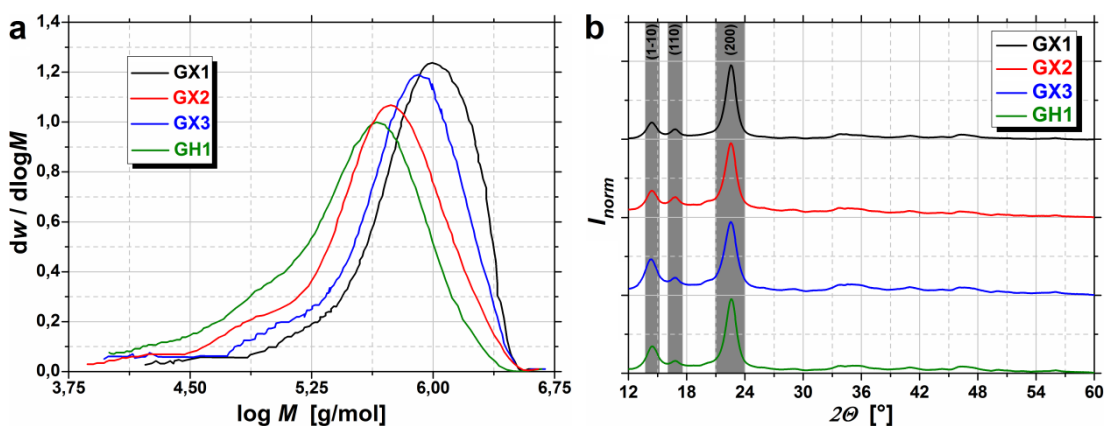 a
1,4
1,2
1,0
0,8
0,6
0,4
0,2
0,0
dw / dlogM
GX1
GX2
GX3
GH1
3,75 4,50 5,25 6,00 6,75
log M [g/mol]
b
I norm
(1-10)
(110)
(200)
GX1
GX2
GX3
GH1
12 18 24 30 36 42 48 54 60
2Θ [°]